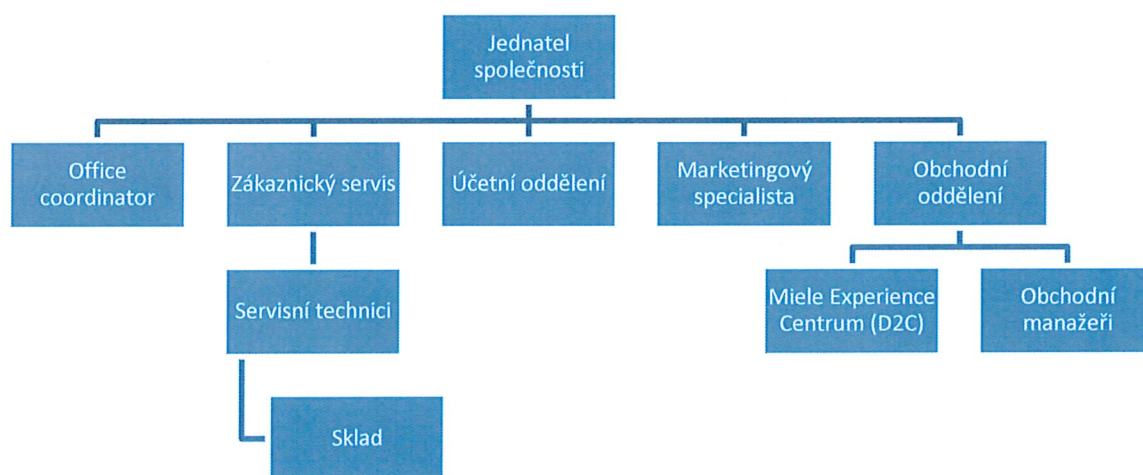 Jednatel
společnosti
Office
coordinator
Zákaznický servis
Účetní oddělení
Marketingový
specialista
Obchodní
oddělení
Servisní technici
Miele Experience
Centrum (D2C)
Obchodní
manažeři
Sklad